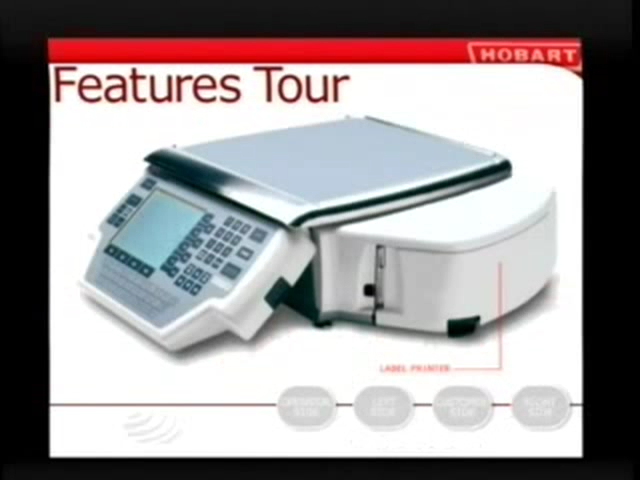 HOBART
Features Tour
LABEL PRINTER
OPERATOR SIDE
LEFT SIDE
CUSTOMER SIDE
RIGHT SIDE